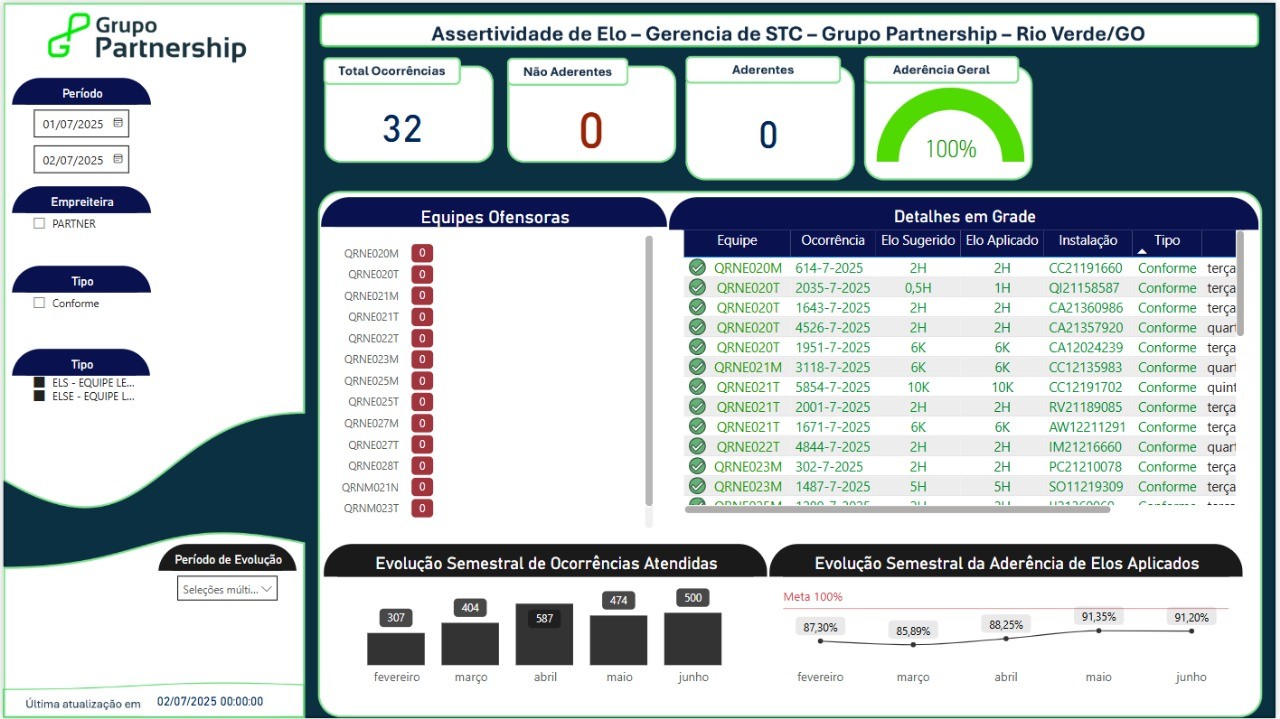 Grupo
Partnership
Assertividade de Elo – Gerencia de STC – Grupo Partnership – Rio Verde/GO
Período
01/07/2025
02/07/2025
Empreiteira
PARTNER
Tipo
Conforme
Tipo
ELS - EQUIPE LE...
ELSE - EQUIPE L...
Período de Evolução
Seleções múlti...
Última atualização em 02/07/2025 00:00:00
Total Ocorrências
32
Não Aderentes
0
Aderentes
0
Aderência Geral
100%
Equipes Ofensoras
QRNE020M 0
QRNE020T 0
QRNE021M 0
QRNE021T 0
QRNE022T 0
QRNE023M 0
QRNE025M 0
QRNE025T 0
QRNE027M 0
QRNE027T 0
QRNE028T 0
QRNM021N 0
QRNM023T 0
Detalhes em Grade
Equipe Ocorrência Elo Sugerido Elo Aplicado Instalação Tipo
QRNE020M 614-7-2025 2H 2H CC21191660 Conforme terça
QRNE020T 2035-7-2025 0,5H 1H QI21158587 Conforme terça
QRNE020T 1643-7-2025 2H 2H CA21360986 Conforme terça
QRNE020T 4526-7-2025 2H 2H CA21357920 Conforme quart
QRNE020T 1951-7-2025 6K 6K CA12024239 Conforme terça
QRNE021M 3118-7-2025 6K 6K CC12135983 Conforme quart
QRNE021T 5854-7-2025 10K 10K CC12191702 Conforme quint
QRNE021T 2001-7-2025 2H 2H RV21189085 Conforme terça
QRNE021T 1671-7-2025 6K 6K AW12211291 Conforme terça
QRNE022T 4844-7-2025 2H 2H IM21216660 Conforme quart
QRNE023M 302-7-2025 2H 2H PC21210078 Conforme terça
QRNE023M 1487-7-2025 5H 5H SO11219309 Conforme terça
Evolução Semestral de Ocorrências Atendidas
307 404 587 474 500
fevereiro março abril maio junho
Evolução Semestral da Aderência de Elos Aplicados
Meta 100%
87,30% 85,89% 88,25% 91,35% 91,20%
fevereiro março abril maio junho